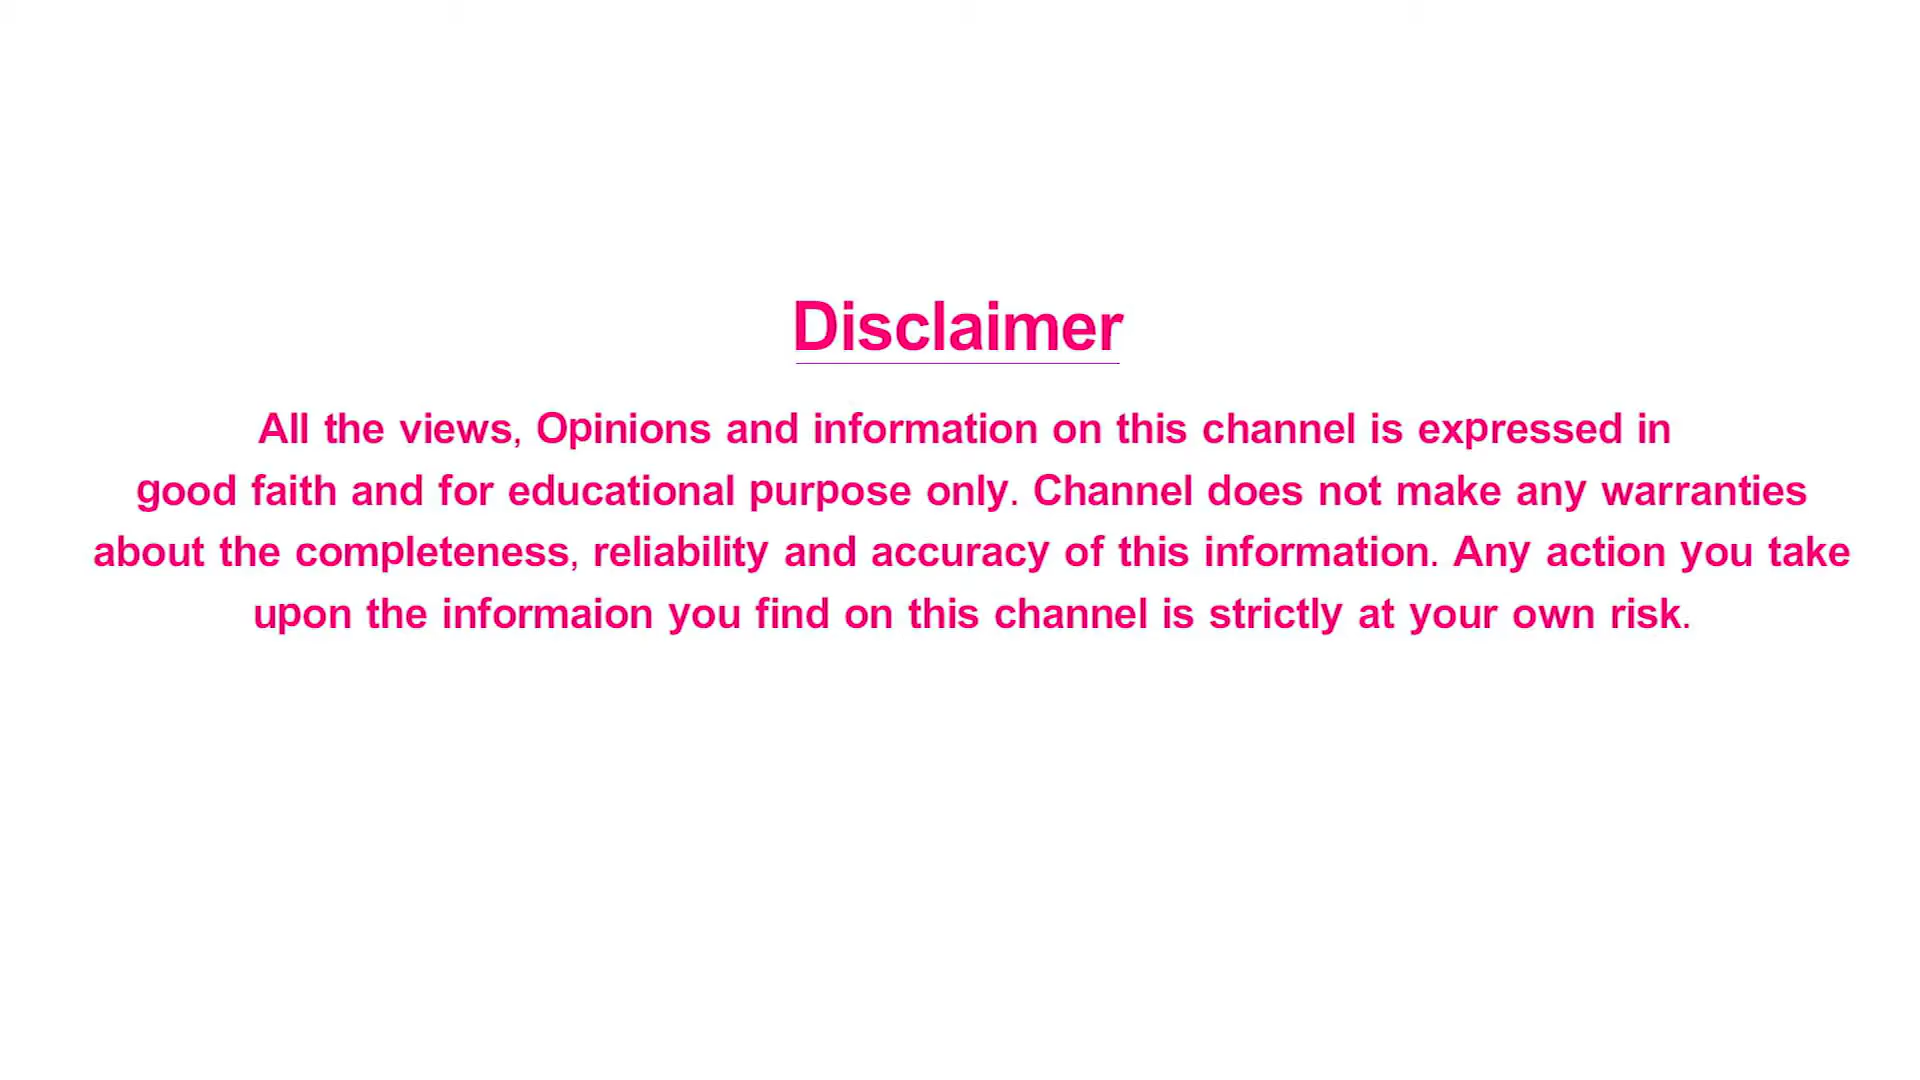 Disclaimer
All the views, Opinions and information on this channel is expressed in
good faith and for educational purpose only. Channel does not make any warranties
about the completeness, reliability and accuracy of this information. Any action you take
upon the informaion you find on this channel is strictly at your own risk.